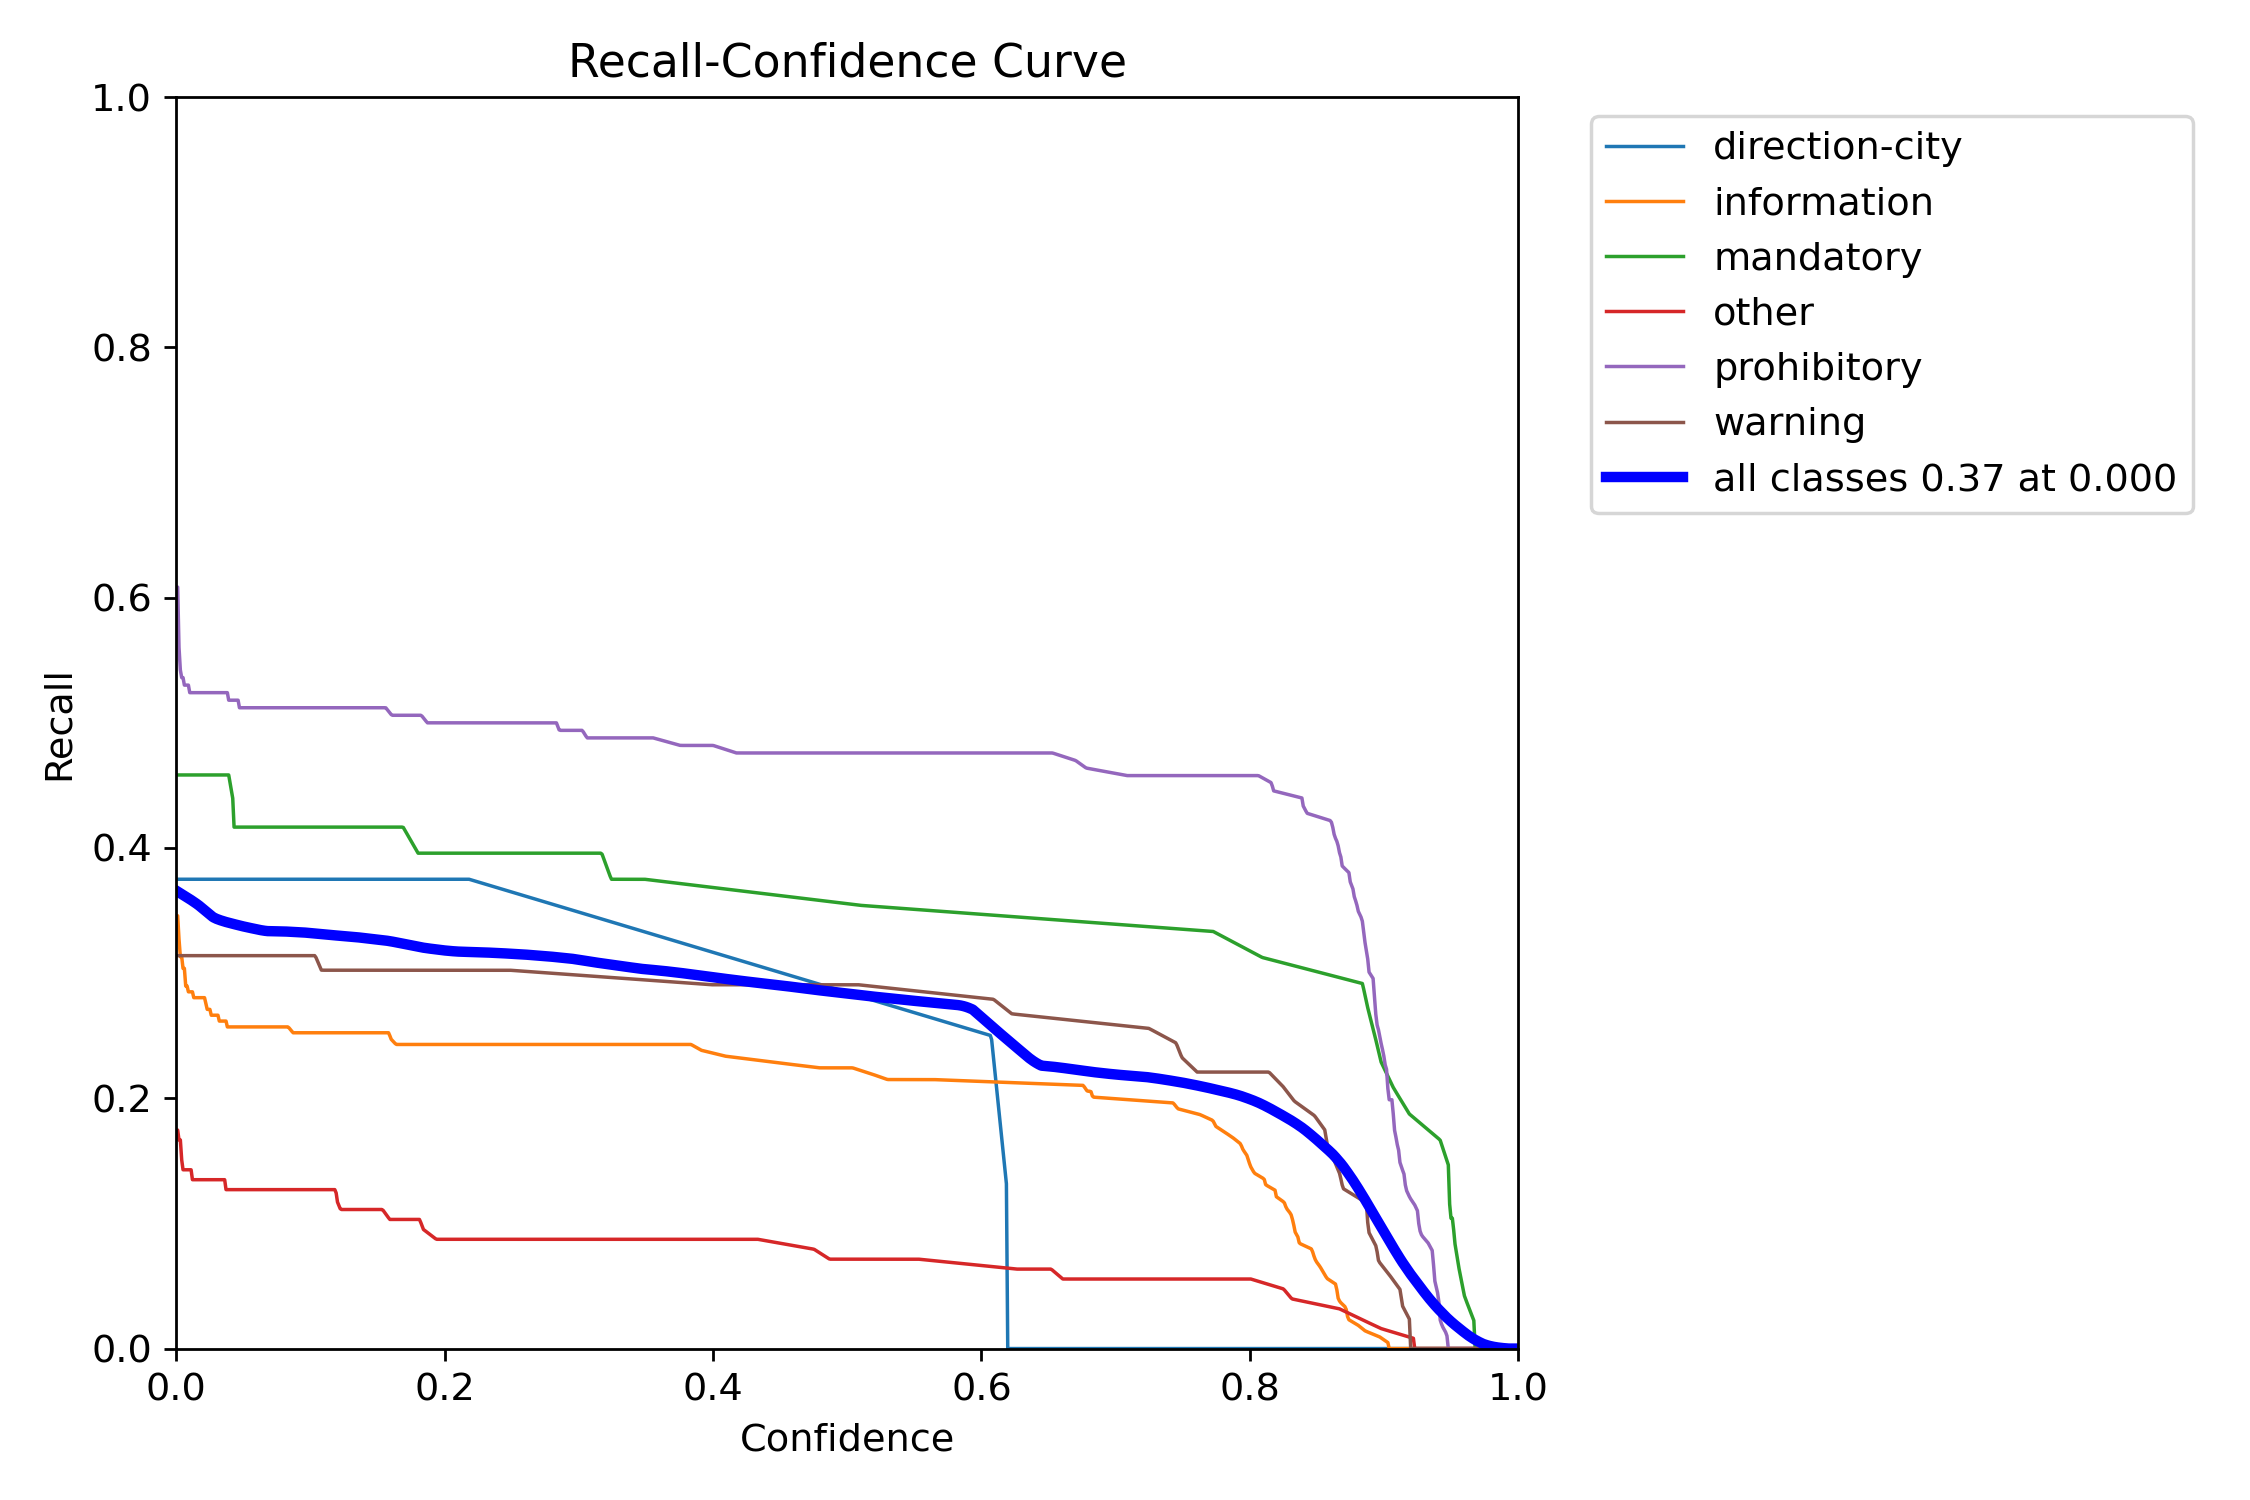 Recall-Confidence Curve
1.0
0.8
0.6
0.4
0.2
0.0
Recall
0.0 0.2 0.4 0.6 0.8 1.0
Confidence
direction-city
information
mandatory
other
prohibitory
warning
all classes 0.37 at 0.000